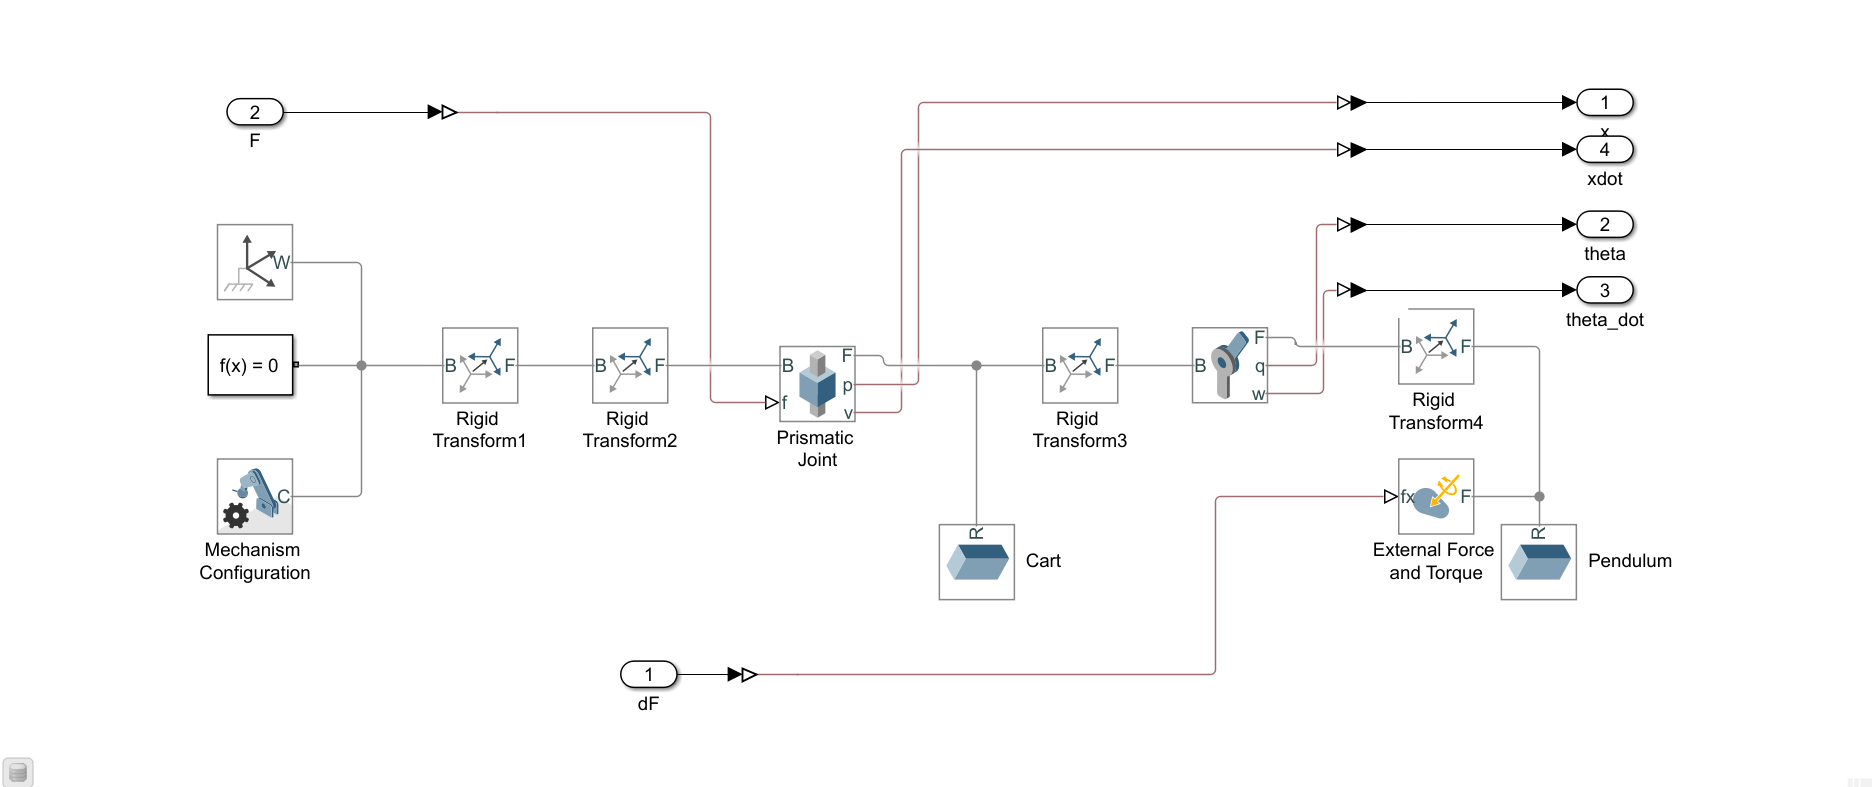 2
F
1
x
4
xdot
2
theta
3
theta_dot
W
f(x) = 0
C
Mechanism
Configuration
B
F
Rigid
Transform1
B
F
Rigid
Transform2
B
F
p
f
v
Prismatic
Joint
B
F
Rigid
Transform3
B
F
q
w
B
F
Rigid
Transform4
R
Cart
fx
F
External Force
and Torque
R
Pendulum
1
dF